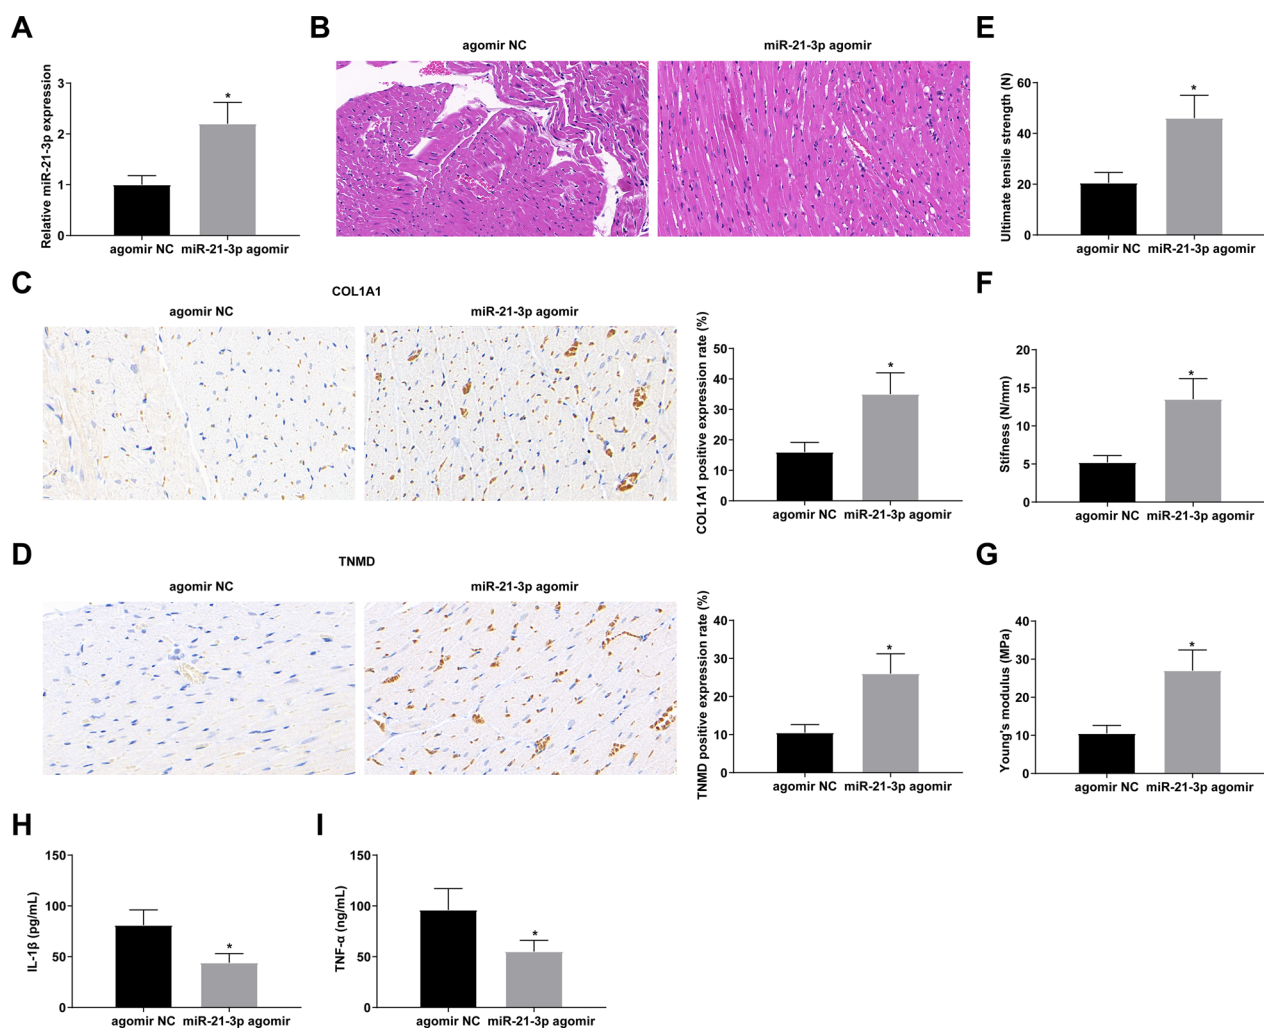 A
Relative miR-21-3p expression
3
2
1
0
*
agomir NC
miR-21-3p agomir
B
agomir NC
miR-21-3p agomir
E
Ultimate tensile strength (N)
60
40
20
0
*
agomir NC
miR-21-3p agomir
C
COL1A1
agomir NC
miR-21-3p agomir
COL1A1 positive expression rate (%)
50
40
30
20
10
0
*
agomir NC
miR-21-3p agomir
F
Stifness (N/mm)
20
15
10
5
0
*
agomir NC
miR-21-3p agomir
D
TNMD
agomir NC
miR-21-3p agomir
TNMD positive expression rate (%)
40
30
20
10
0
*
agomir NC
miR-21-3p agomir
G
Young's modulus (MPa)
40
30
20
10
0
*
agomir NC
miR-21-3p agomir
H
IL-1β (pg/mL)
150
100
50
0
*
agomir NC
miR-21-3p agomir
I
TNF-α (ng/mL)
150
100
50
0
*
agomir NC
miR-21-3p agomir